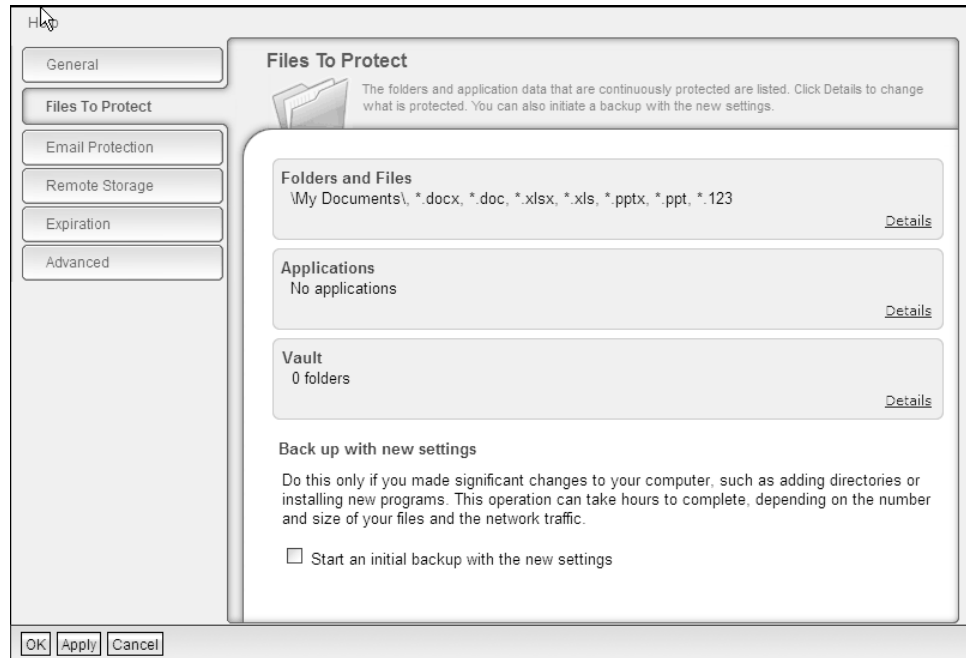 Help
General
Files To Protect
Email Protection
Remote Storage
Expiration
Advanced
Files To Protect
The folders and application data that are continuously protected are listed. Click Details to change
what is protected. You can also initiate a backup with the new settings.
Folders and Files
\My Documents\, *.docx, *.doc, *.xlsx, *.xls, *.pptx, *.ppt, *.123
Details
Applications
No applications
Details
Vault
0 folders
Details
Back up with new settings
Do this only if you made significant changes to your computer, such as adding directories or
installing new programs. This operation can take hours to complete, depending on the number
and size of your files and the network traffic.
Start an initial backup with the new settings
OK Apply Cancel